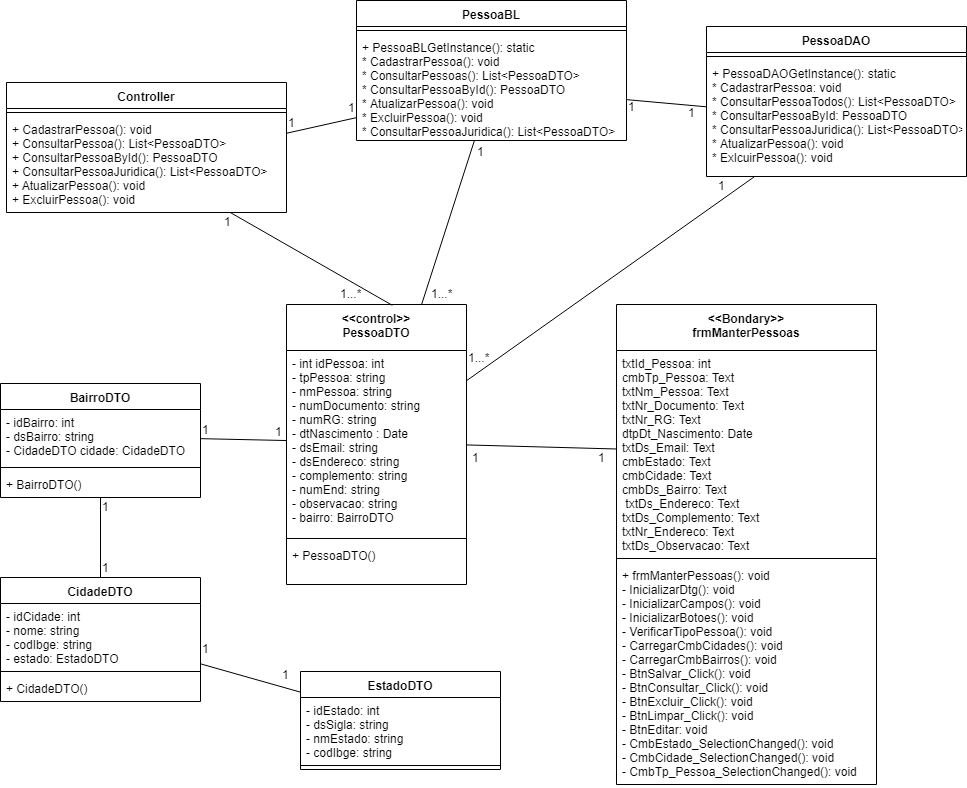 PessoaBL
+ PessoaBLGetInstance(): static
* CadastrarPessoa(): void
* ConsultarPessoas(): List<PessoaDTO>
* ConsultarPessoaById(): PessoaDTO
* AtualizarPessoa(): void
* ExcluirPessoa(): void
* ConsultarPessoaJuridica(): List<PessoaDTO>
PessoaDAO
+ PessoaDAOGetInstance(): static
* CadastrarPessoa: void
* ConsultarPessoaTodos(): List<PessoaDTO>
* ConsultarPessoaById: PessoaDTO
* ConsultarPessoaJuridica(): List<PessoaDTO>
* AtualizarPessoa(): void
* ExlcuirPessoa(): void
Controller
+ CadastrarPessoa(): void
+ ConsultarPessoa(): List<PessoaDTO>
+ ConsultarPessoaById(): PessoaDTO
+ ConsultarPessoaJuridica(): List<PessoaDTO>
+ AtualizarPessoa(): void
+ ExcluirPessoa(): void
1
1
1
1
1
1
1
1...*
1...*
1...*
<<control>>
PessoaDTO
- int idPessoa: int
- tpPessoa: string
- nmPessoa: string
- numDocumento: string
- numRG: string
- dtNascimento : Date
- dsEmail: string
- dsEndereco: string
- complemento: string
- numEnd: string
- observacao: string
- bairro: BairroDTO
+ PessoaDTO()
<<Bondary>>
frmManterPessoas
txtId_Pessoa: int
cmbTp_Pessoa: Text
txtNm_Pessoa: Text
txtNr_Documento: Text
txtNr_RG: Text
dtpDt_Nascimento: Date
txtDs_Email: Text
cmbEstado: Text
cmbCidade: Text
cmbDs_Bairro: Text
txtDs_Endereco: Text
txtDs_Complemento: Text
txtNr_Endereco: Text
txtDs_Observacao: Text
+ frmManterPessoas(): void
- InicializarDtg(): void
- InicializarCampos(): void
- InicializarBotoes(): void
- VerificarTipoPessoa(): void
- CarregarCmbCidades(): void
- CarregarCmbBairros(): void
- BtnSalvar_Click(): void
- BtnConsultar_Click(): void
- BtnExcluir_Click(): void
- BtnLimpar_Click(): void
- BtnEditar: void
- CmbEstado_SelectionChanged(): void
- CmbCidade_SelectionChanged(): void
- CmbTp_Pessoa_SelectionChanged(): void
1
1
BairroDTO
- idBairro: int
- dsBairro: string
- CidadeDTO cidade: CidadeDTO
+ BairroDTO()
1
1
1
1
CidadeDTO
- idCidade: int
- nome: string
- codIbge: string
- estado: EstadoDTO
+ CidadeDTO()
1
1
EstadoDTO
- idEstado: int
- dsSigla: string
- nmEstado: string
- codIbge: string